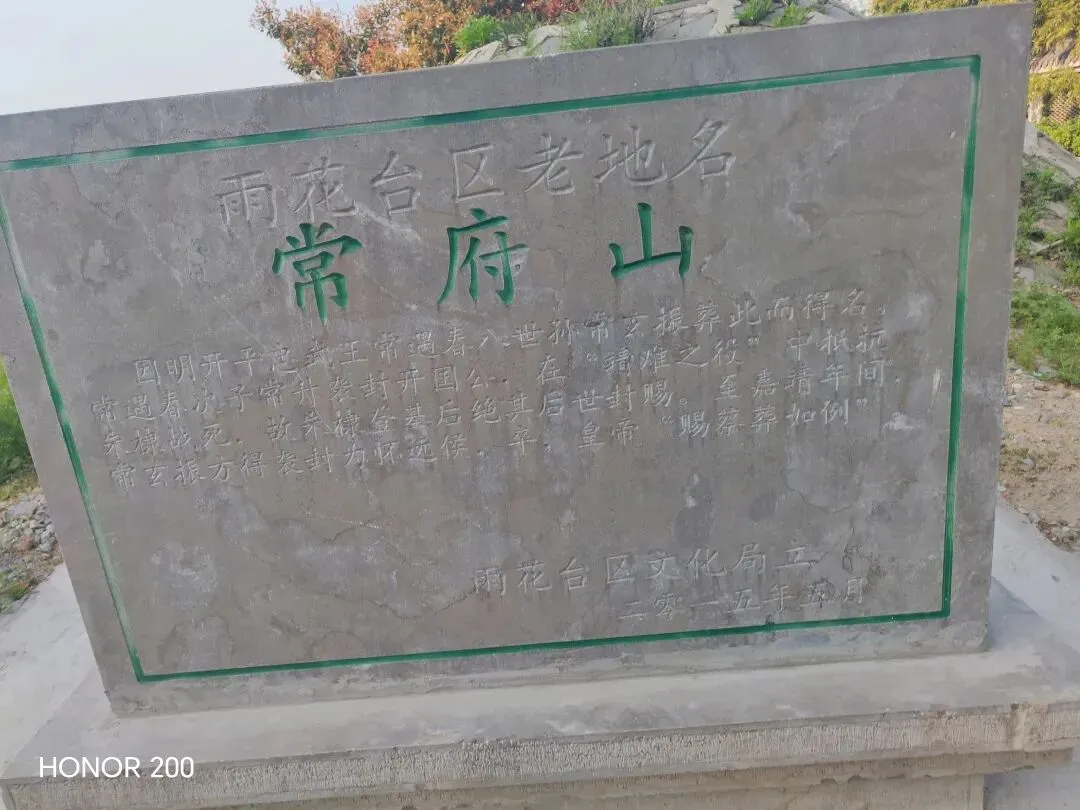 雨花台区老地名
常府山
因明开平忠武王常遇春八世孙常玄振葬此而得名。
常遇春次子常升袭封开国公,在“靖难之役”中抵抗
朱棣战死,故朱棣登基后绝其后世封赐。至嘉靖年间,
常玄振方得袭封为怀远侯,卒,皇帝“赐蔡葬如例”。
雨花台区文化局立
二零一五年五月
HONOR 200